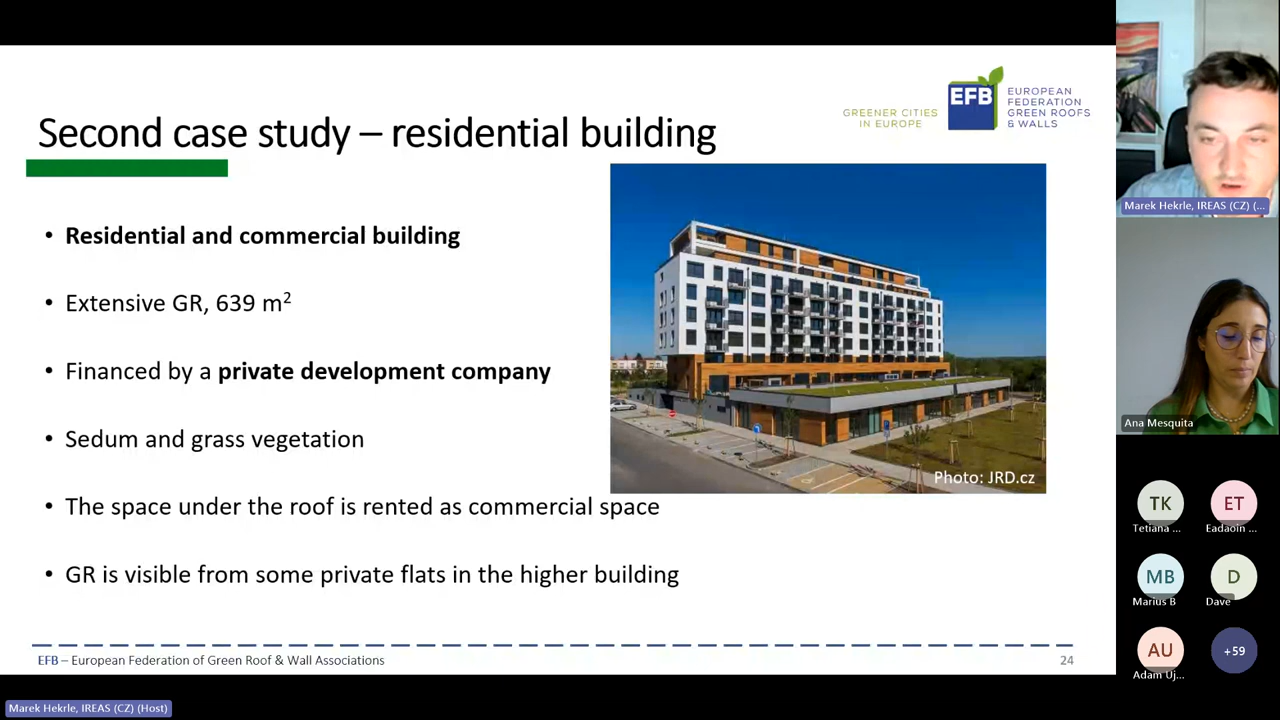 Second case study – residential building
GREENER CITIES
IN EUROPE
EFB
EUROPEAN
FEDERATION
GREEN ROOFS
& WALLS
• Residential and commercial building
• Extensive GR, 639 m²
• Financed by a private development company
• Sedum and grass vegetation
• The space under the roof is rented as commercial space
• GR is visible from some private flats in the higher building
Photo: JRD.cz
EFB – European Federation of Green Roof & Wall Associations
24
Marek Hekrle, IREAS (CZ) (Host)
Marek Hekrle, IREAS (CZ) (...
Ana Mesquita
TK
Tetiana ...
ET
Eadaoin ...
MB
Marius B
D
Dave
AU
Adam Uj...
+59